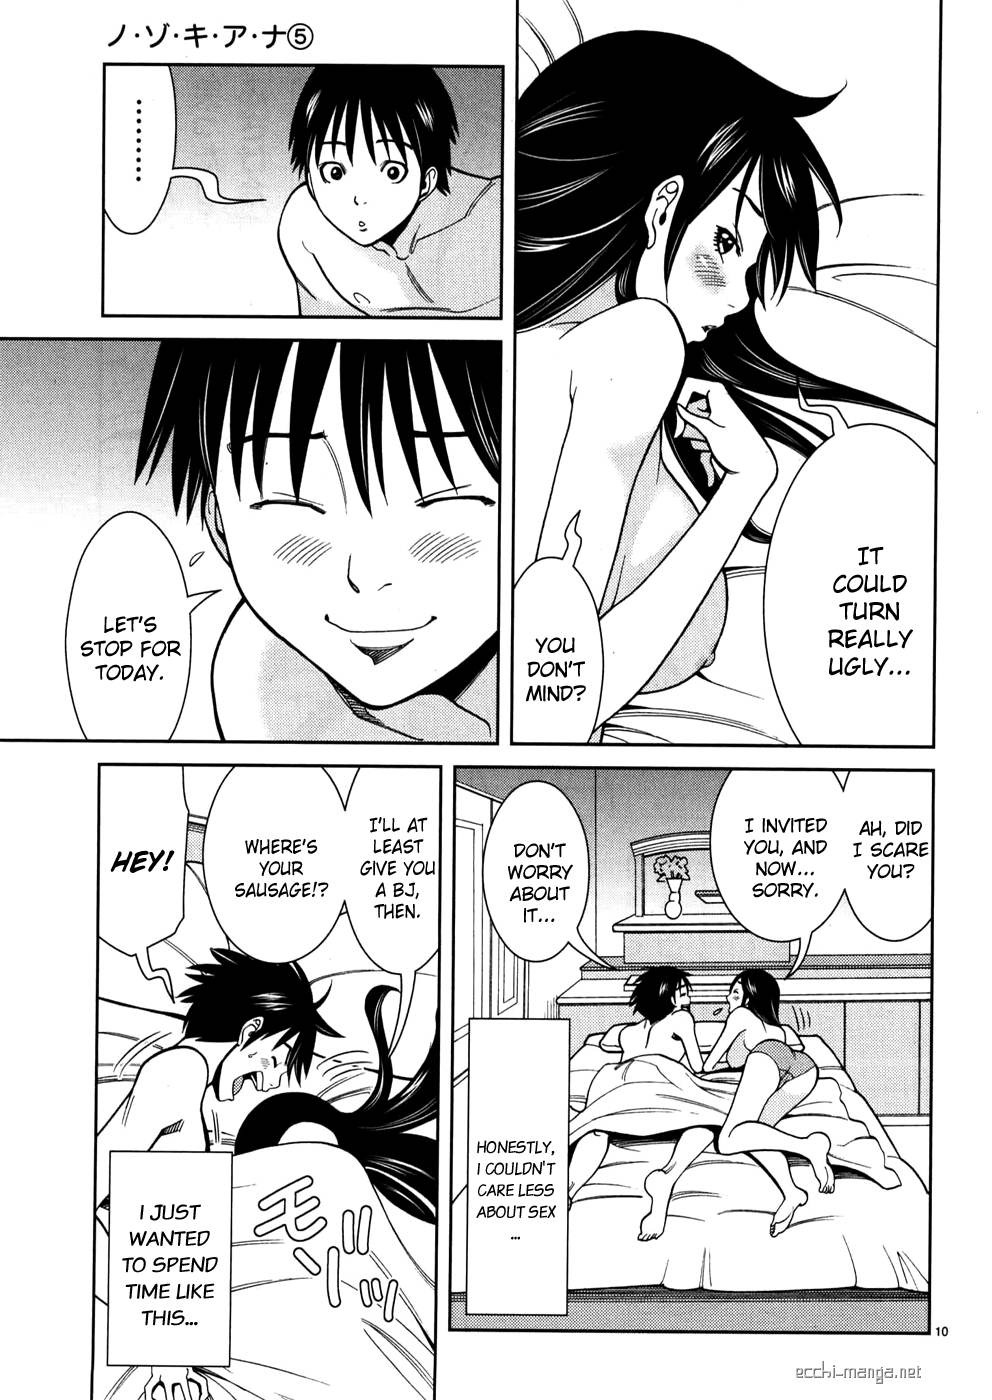 ノ・ゾ・キ・ア・ナ⑤
IT
COULD
TURN
REALLY
UGLY...
YOU
DON'T
MIND?
.........
LET'S
STOP FOR
TODAY.
AH, DID
I SCARE
YOU?
I INVITED
YOU, AND
NOW...
SORRY.
DON'T
WORRY
ABOUT
IT...
HONESTLY,
I COULDN'T
CARE LESS
ABOUT SEX
...
I'LL AT
LEAST
GIVE YOU
A BJ,
THEN.
WHERE'S
YOUR
SAUSAGE!?
HEY!
モゾ
I JUST
WANTED
TO SPEND
TIME LIKE
THIS...
10
ecchi-manga.net